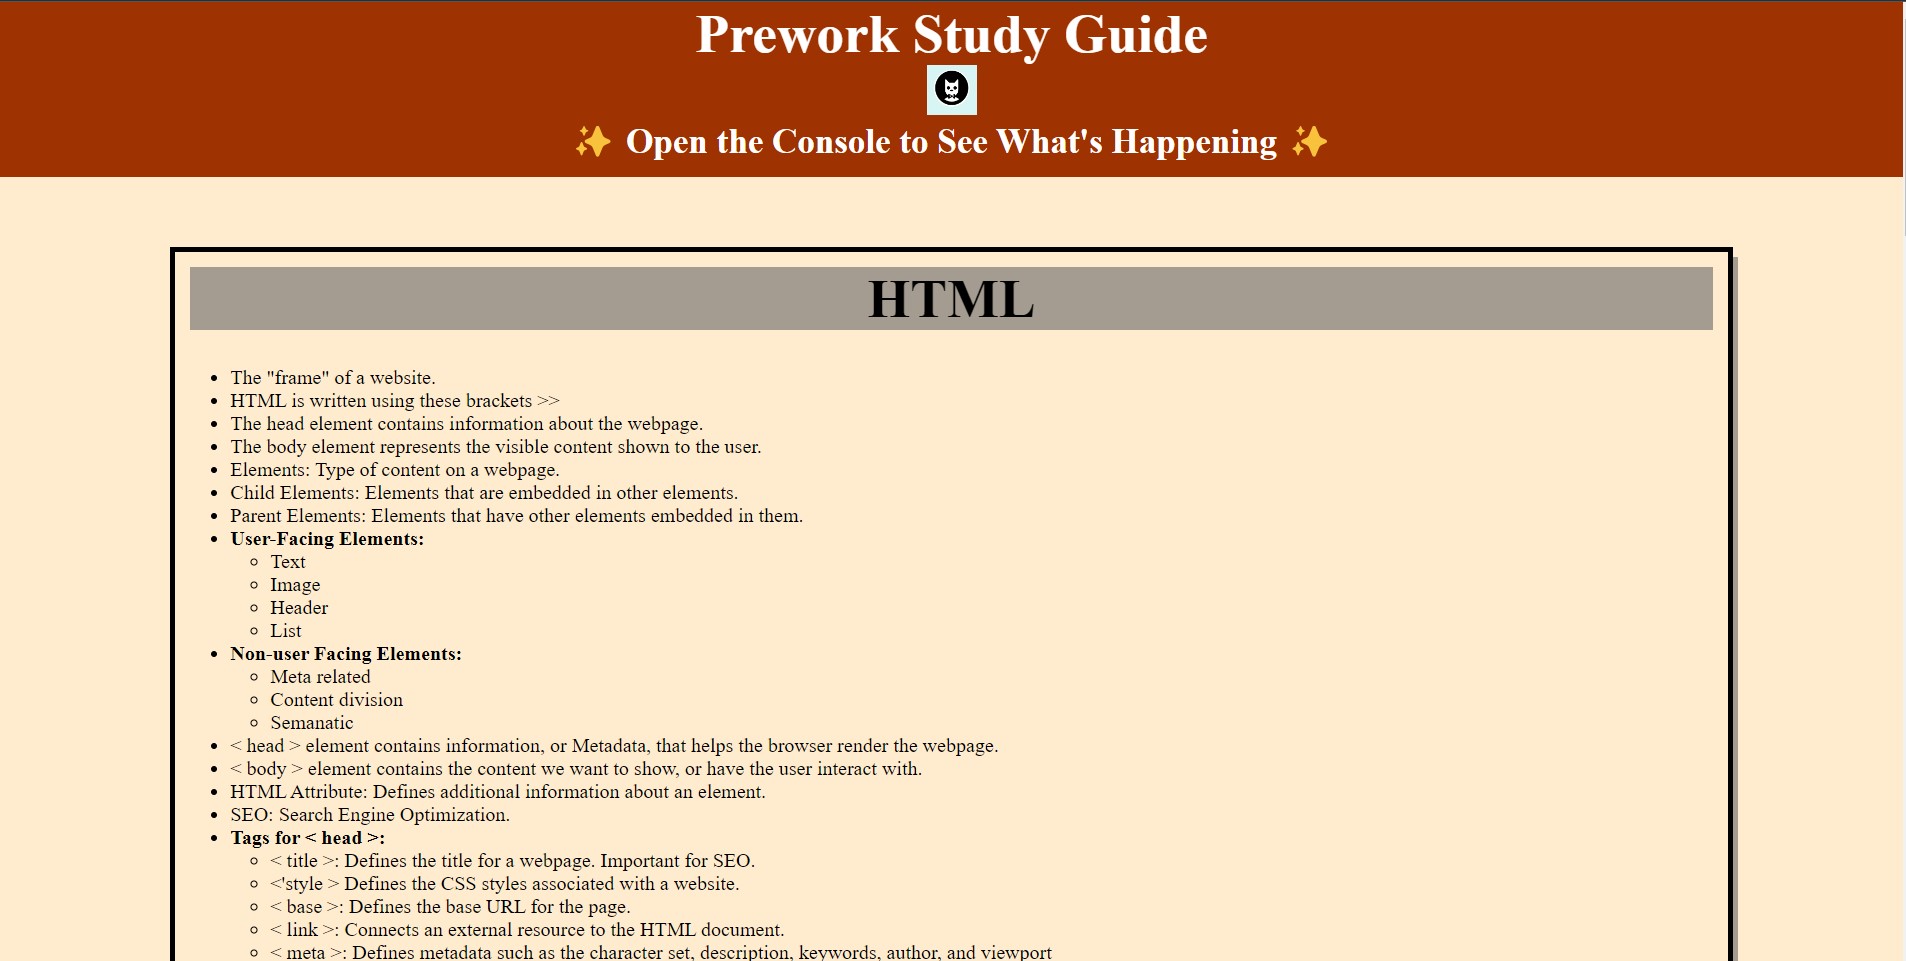 Prework Study Guide
✨ Open the Console to See What's Happening ✨
HTML
• The "frame" of a website.
• HTML is written using these brackets >>
• The head element contains information about the webpage.
• The body element represents the visible content shown to the user.
• Elements: Type of content on a webpage.
• Child Elements: Elements that are embedded in other elements.
• Parent Elements: Elements that have other elements embedded in them.
• User-Facing Elements:
◦ Text
◦ Image
◦ Header
◦ List
• Non-user Facing Elements:
◦ Meta related
◦ Content division
◦ Semanatic
• < head > element contains information, or Metadata, that helps the browser render the webpage.
• < body > element contains the content we want to show, or have the user interact with.
• HTML Attribute: Defines additional information about an element.
• SEO: Search Engine Optimization.
• Tags for < head >:
◦ < title >: Defines the title for a webpage. Important for SEO.
◦ <'style > Defines the CSS styles associated with a website.
◦ < base >: Defines the base URL for the page.
◦ < link >: Connects an external resource to the HTML document.
◦ < meta >: Defines metadata such as the character set, description, keywords, author, and viewport